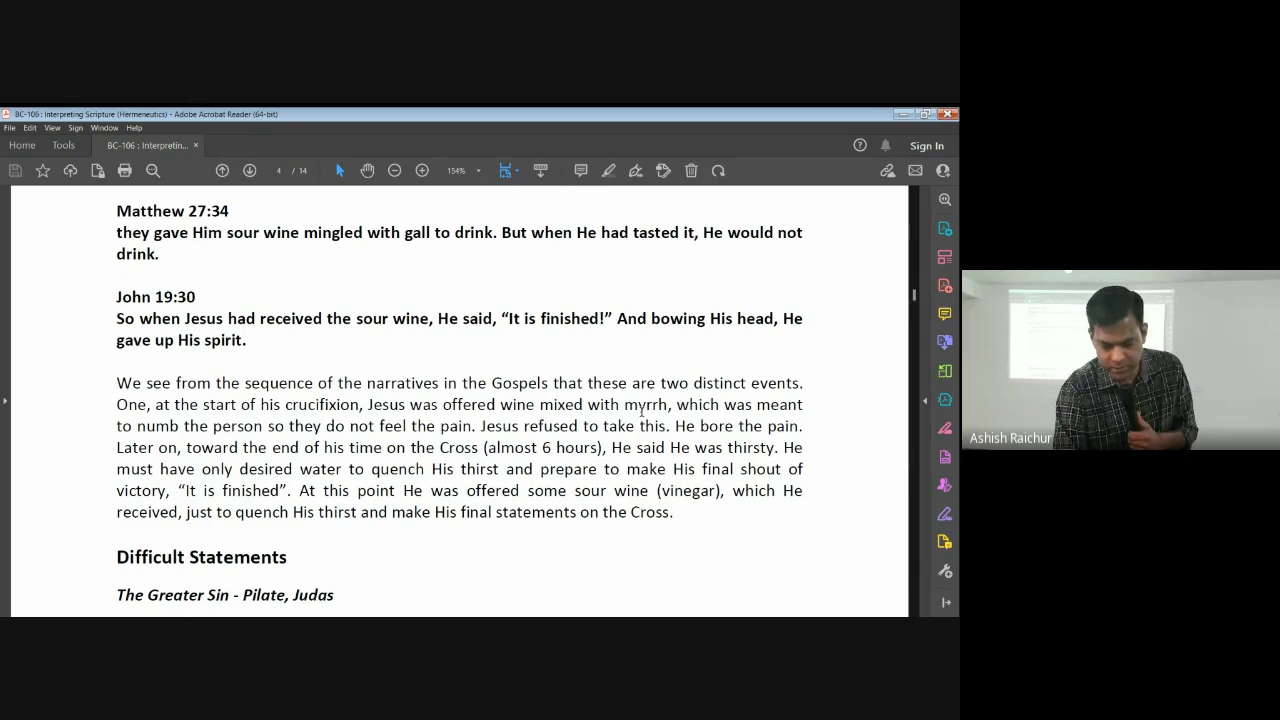 BC-106 : Interpreting Scripture (Hermeneutics) - Adobe Acrobat Reader (64-bit)
File Edit View Sign Window Help
Home Tools BC-106 : Interpretin... × Sign In
4 / 14 154%
Matthew 27:34
they gave Him sour wine mingled with gall to drink. But when He had tasted it, He would not
drink.
John 19:30
So when Jesus had received the sour wine, He said, “It is finished!” And bowing His head, He
gave up His spirit.
We see from the sequence of the narratives in the Gospels that these are two distinct events.
One, at the start of his crucifixion, Jesus was offered wine mixed with myrrh, which was meant
to numb the person so they do not feel the pain. Jesus refused to take this. He bore the pain.
Later on, toward the end of his time on the Cross (almost 6 hours), He said He was thirsty. He
must have only desired water to quench His thirst and prepare to make His final shout of
victory, “It is finished”. At this point He was offered some sour wine (vinegar), which He
received, just to quench His thirst and make His final statements on the Cross.
Difficult Statements
The Greater Sin - Pilate, Judas
Ashish Raichur